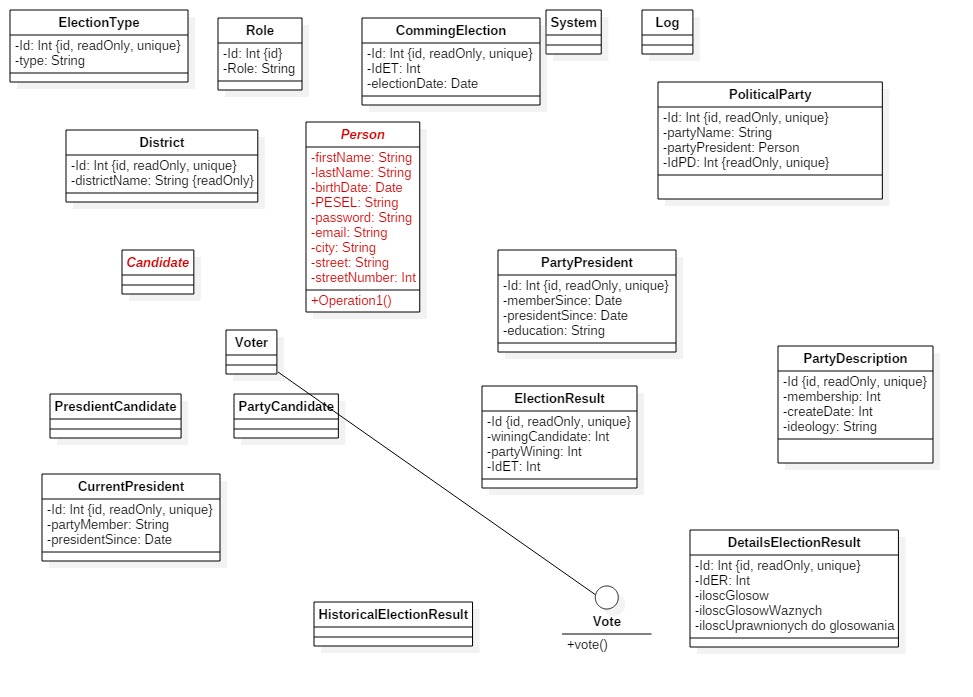 ElectionType
-Id: Int {id, readOnly, unique}
-type: String
Role
-Id: Int {id}
-Role: String
CommingElection
-Id: Int {id, readOnly, unique}
-IdET: Int
-electionDate: Date
System
Log
PoliticalParty
-Id: Int {id, readOnly, unique}
-partyName: String
-partyPresident: Person
-IdPD: Int {readOnly, unique}
District
-Id: Int {id, readOnly, unique}
-districtName: String {readOnly}
Person
-firstName: String
-lastName: String
-birthDate: Date
-PESEL: String
-password: String
-email: String
-city: String
-street: String
-streetNumber: Int
+Operation1()
Candidate
PartyPresident
-Id: Int {id, readOnly, unique}
-memberSince: Date
-presidentSince: Date
-education: String
Voter
PartyDescription
-Id {id, readOnly, unique}
-membership: Int
-createDate: Int
-ideology: String
PresdientCandidate
PartyCandidate
ElectionResult
-Id {id, readOnly, unique}
-winingCandidate: Int
-partyWining: Int
-IdET: Int
CurrentPresident
-Id: Int {id, readOnly, unique}
-partyMember: String
-presidentSince: Date
DetailsElectionResult
-Id: Int {id, readOnly, unique}
-IdER: Int
-iloscGlosow
-iloscGlosowWaznych
-iloscUprawnionych do glosowania
HistoricalElectionResult
Vote
+vote()